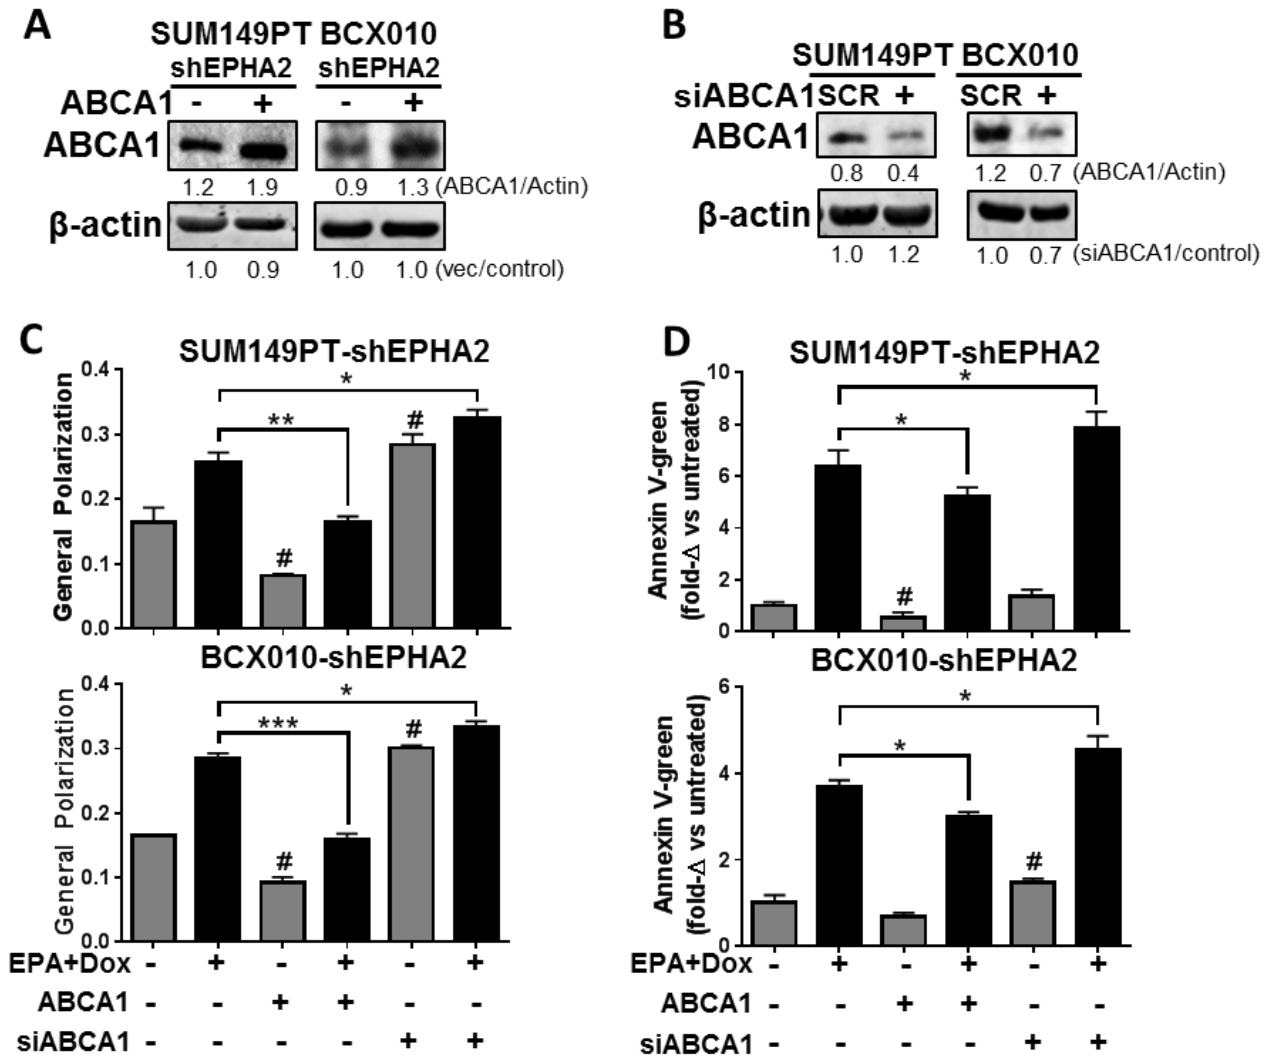 A
SUM149PT BCX010
shEPHA2 shEPHA2
ABCA1 - + - +
ABCA1
1.2 1.9 0.9 1.3 (ABCA1/Actin)
β-actin
1.0 0.9 1.0 1.0 (vec/control)
B
SUM149PT BCX010
siABCA1 SCR + SCR +
ABCA1
0.8 0.4 1.2 0.7 (ABCA1/Actin)
β-actin
1.0 1.2 1.0 0.7 (siABCA1/control)
C
SUM149PT-shEPHA2
General Polarization
0.4
0.3
0.2
0.1
0.0
*
**
#
#
BCX010-shEPHA2
General Polarization
0.4
0.3
0.2
0.1
0.0
*
***
#
#
EPA+Dox - + - + - +
ABCA1 - - + + - -
siABCA1 - - - - + +
D
SUM149PT-shEPHA2
Annexin V-green
(fold-Δ vs untreated)
10
8
6
4
2
0
*
*
#
BCX010-shEPHA2
Annexin V-green
(fold-Δ vs untreated)
6
4
2
0
*
*
#
EPA+Dox - + - + - +
ABCA1 - - + + - -
siABCA1 - - - - + +